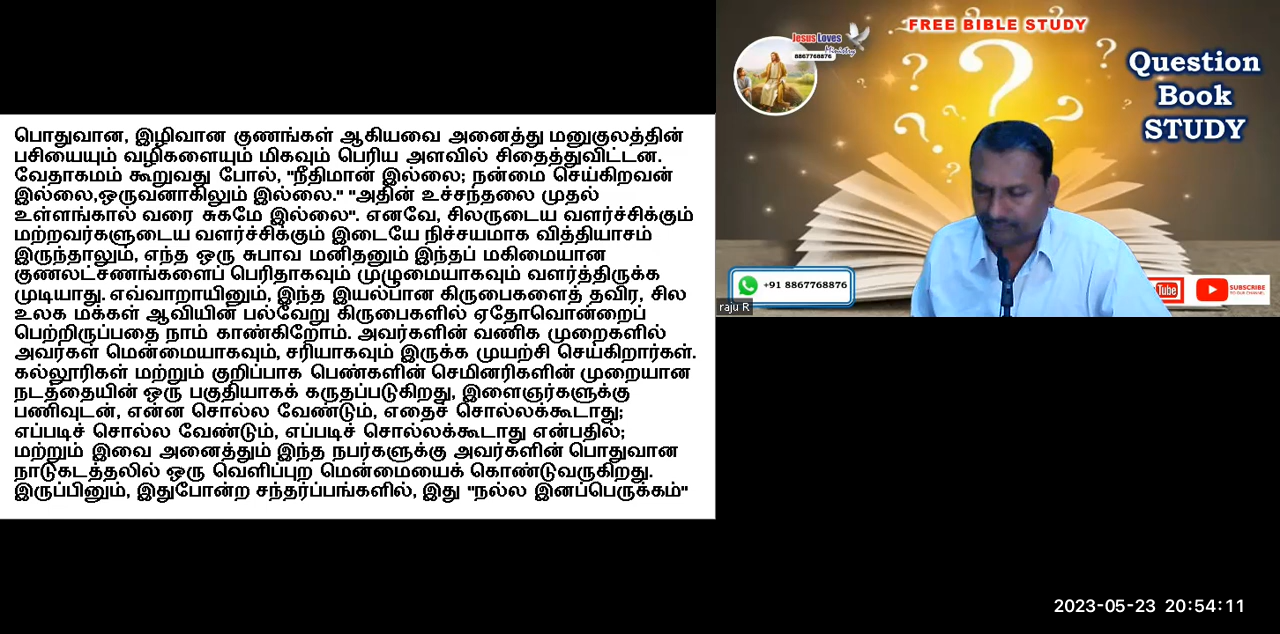 பொதுவான, இழிவான குணங்கள் ஆகியவை அனைத்து மனுகுலத்தின்
பசியையும் வழிகளையும் மிகவும் பெரிய அளவில் சிதைத்துவிட்டன.
வேதாகமம் கூறுவது போல், "நீதிமான் இல்லை; நன்மை செய்கிறவன்
இல்லை,ஒருவனாகிலும் இல்லை." "அதின் உச்சந்தலை முதல்
உள்ளங்கால் வரை சுகமே இல்லை". எனவே, சிலருடைய வளர்ச்சிக்கும்
மற்றவர்களுடைய வளர்ச்சிக்கும் இடையே நிச்சயமாக வித்தியாசம்
இருந்தாலும், எந்த ஒரு சுபாவ மனிதனும் இந்தப் மகிமையான
குணலட்சணங்களைப் பெரிதாகவும் முழுமையாகவும் வளர்த்திருக்க
முடியாது. எவ்வாறாயினும், இந்த இயல்பான கிருபைகளைத் தவிர, சில
உலக மக்கள் ஆவியின் பல்வேறு கிருபைகளில் ஏதோவொன்றைப்
பெற்றிருப்பதை நாம் காண்கிறோம். அவர்களின் வணிக முறைகளில்
அவர்கள் மென்மையாகவும், சரியாகவும் இருக்க முயற்சி செய்கிறார்கள்.
கல்லூரிகள் மற்றும் குறிப்பாக பெண்களின் செமினரிகளின் முறையான
நடத்தையின் ஒரு பகுதியாகக் கருதப்படுகிறது, இளைஞர்களுக்கு
பணிவுடன், என்ன சொல்ல வேண்டும், எதைச் சொல்லக்கூடாது;
எப்படிச் சொல்ல வேண்டும், எப்படிச் சொல்லக்கூடாது என்பதில்;
மற்றும் இவை அனைத்தும் இந்த நபர்களுக்கு அவர்களின் பொதுவான
நாடுகடத்தலில் ஒரு வெளிப்புற மென்மையைக் கொண்டுவருகிறது.
இருப்பினும், இதுபோன்ற சந்தர்ப்பங்களில், இது "நல்ல இனப்பெருக்கம்"
FREE BIBLE STUDY
Jesus Loves
Ministry
8867768876
Question
Book
STUDY
+91 8867768876
Tube
SUBSCRIBE
TO OUR CHANNEL
raju R
2023-05-23 20:54:11